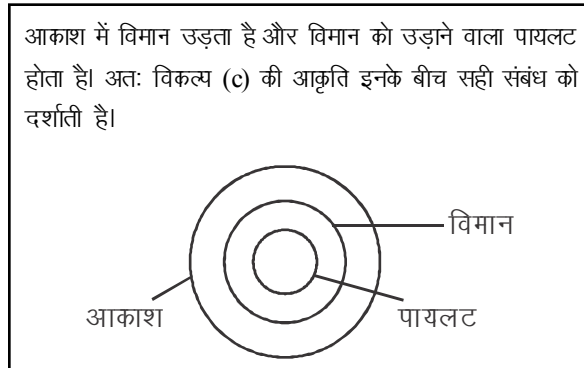 आकाश में विमान उड़ता है और विमान को उड़ाने वाला पायलट
होता है। अतः विकल्प (c) की आकृति इनके बीच सही संबंध को
दर्शाती है।
विमान
आकाश
पायलट